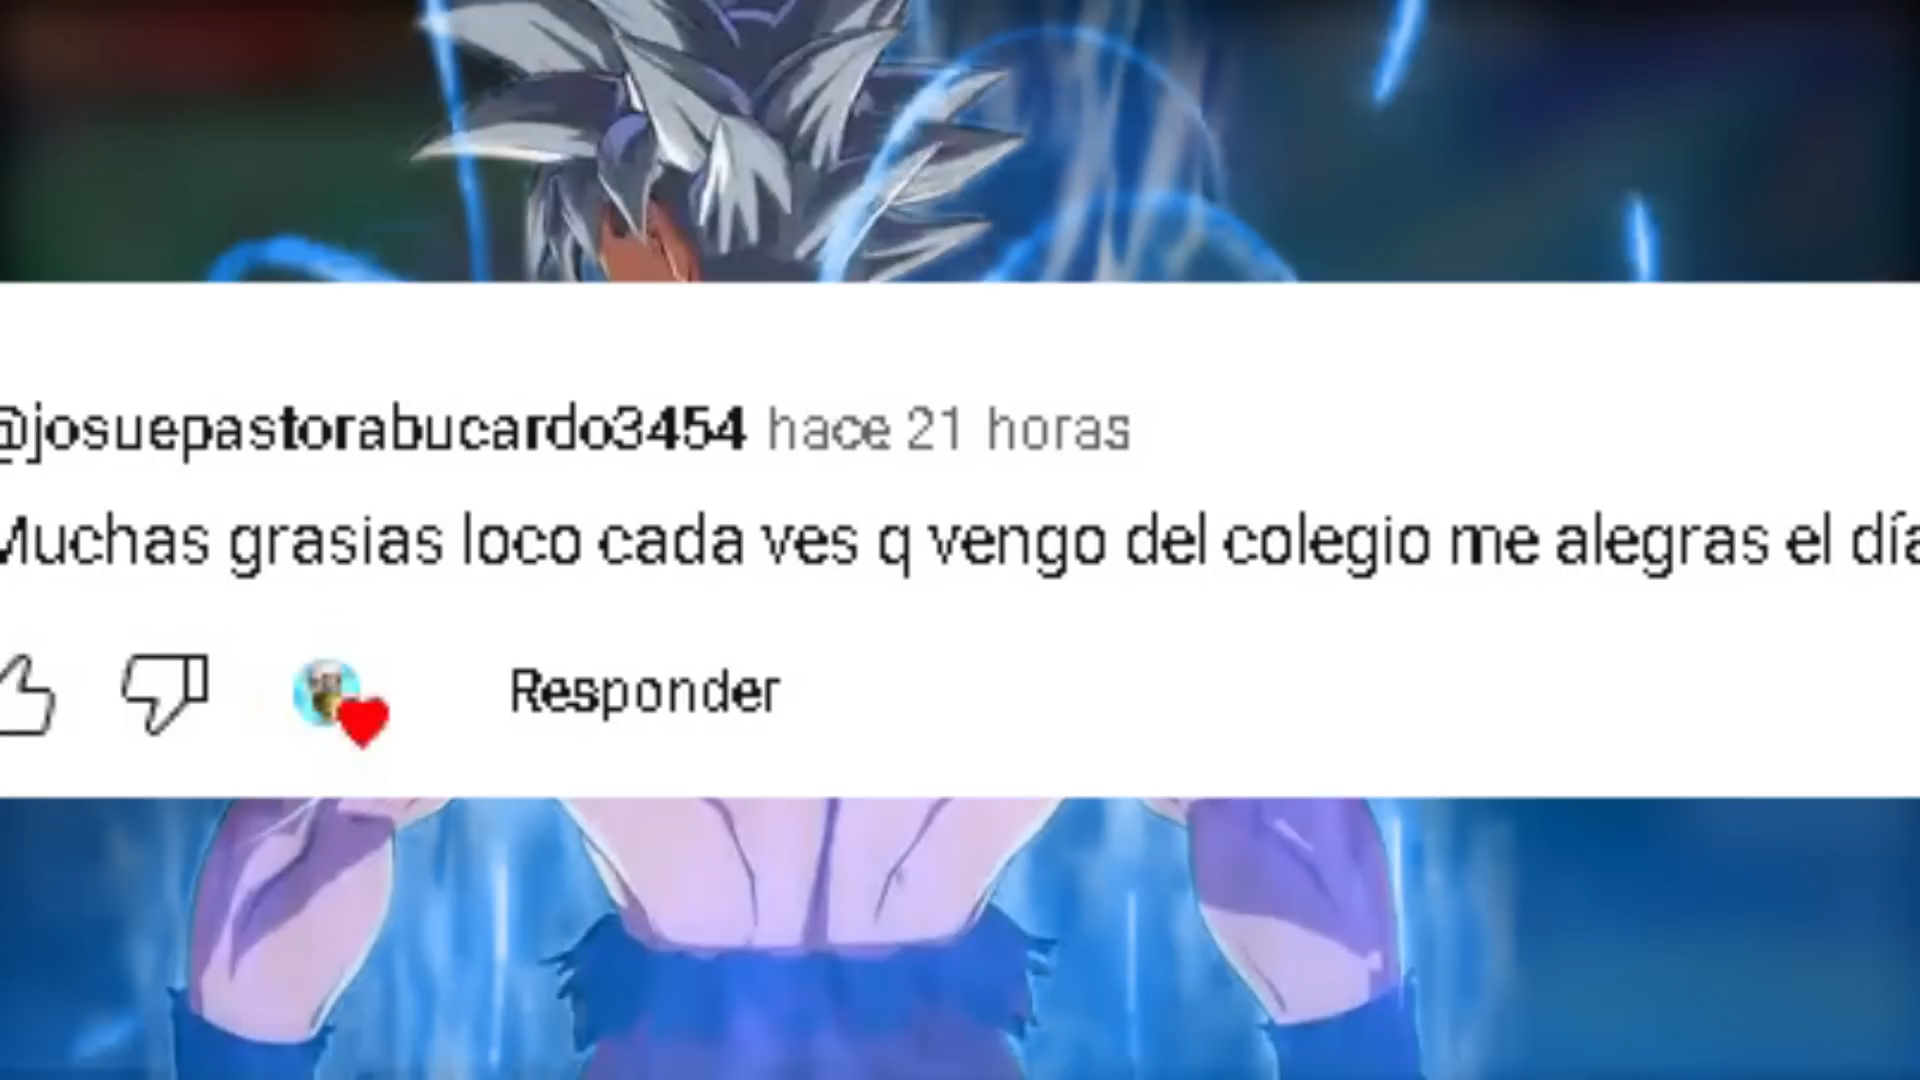 @josuepastorabucardo3454 hace 21 horas
Muchas grasias loco cada ves q vengo del colegio me alegras el día
Responder